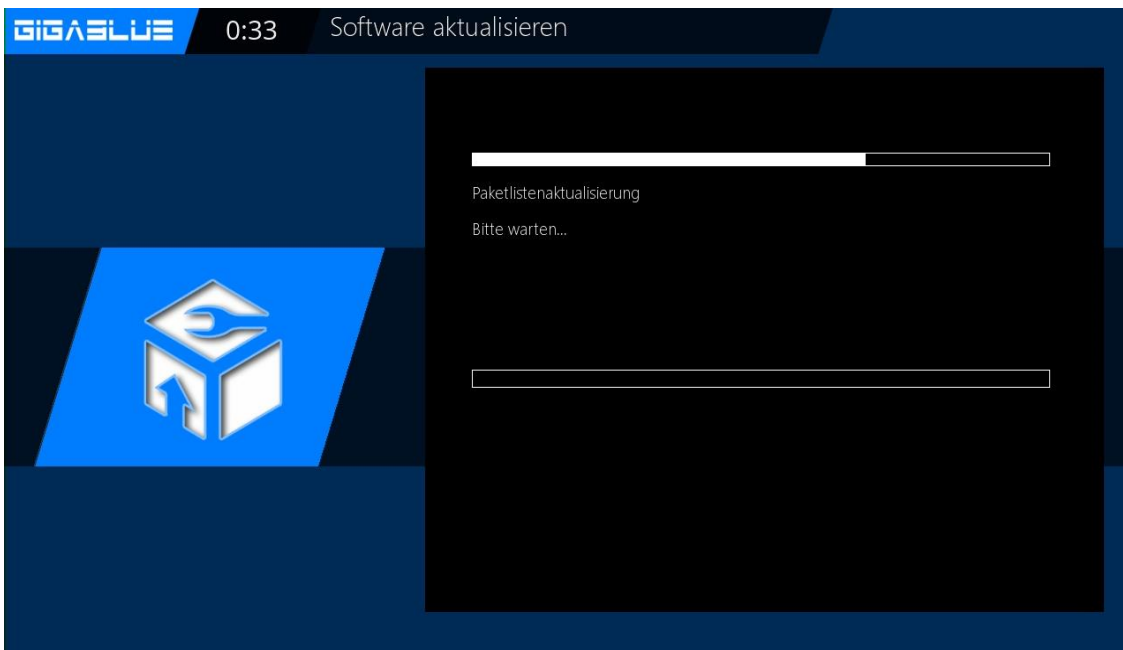 GIGABLUE
0:33
Software aktualisieren
Paketlistenaktualisierung
Bitte warten...